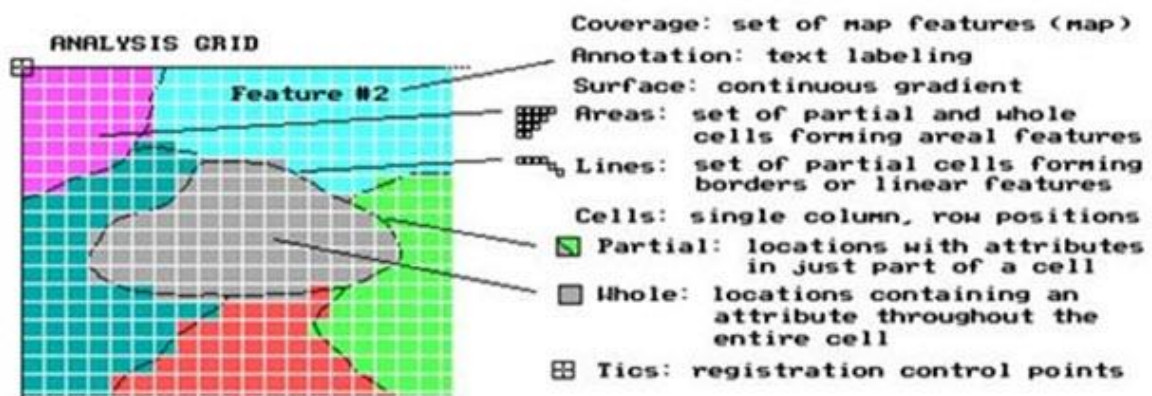 ANALYSIS GRID
Feature #2
Coverage: set of map features (map)
Annotation: text labeling
Surface: continuous gradient
Areas: set of partial and whole
cells forming areal features
Lines: set of partial cells forming
borders or linear features
Cells: single column, row positions
Partial: locations with attributes
in just part of a cell
Whole: locations containing an
attribute throughout the
entire cell
Tics: registration control points